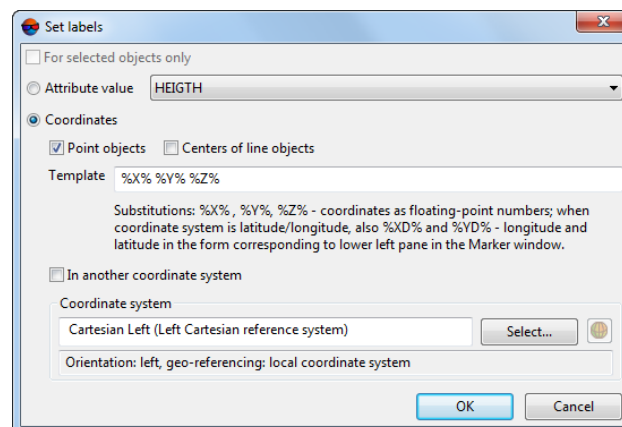 Set labels
For selected objects only
Attribute value HEIGTH
Coordinates
Point objects Centers of line objects
Template %X% %Y% %Z%
Substitutions: %X% , %Y%, %Z% - coordinates as floating-point numbers; when
coordinate system is latitude/longitude, also %XD% and %YD% - longitude and
latitude in the form corresponding to lower left pane in the Marker window.
In another coordinate system
Coordinate system
Cartesian Left (Left Cartesian reference system) Select...
Orientation: left, geo-referencing: local coordinate system
OK Cancel